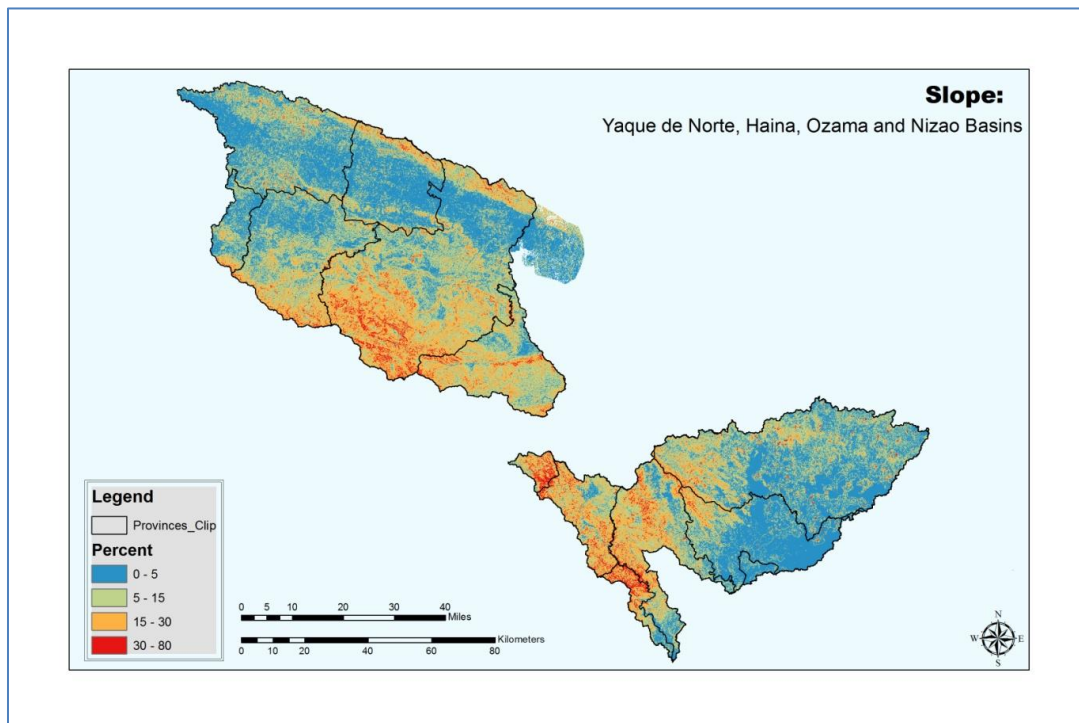 Slope:
Yaque de Norte, Haina, Ozama and Nizao Basins
Legend
Provinces_Clip
Percent
0 - 5
5 - 15
15 - 30
30 - 80
0 5 10 20 30 40
Miles
Kilometers
0 10 20 40 60 80
N
W E
S